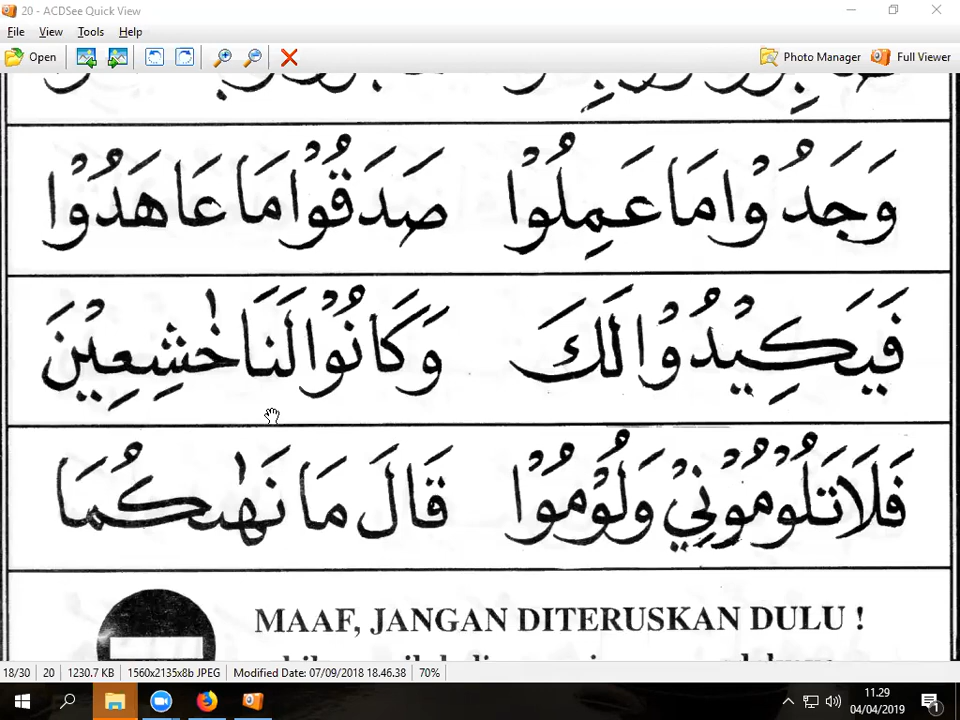 20 - ACDSee Quick View
File View Tools Help
Open Photo Manager Full Viewer
وَجَدُوْا مَا عَمِلُوْا صَدَقُوْا مَا عَاهَدُوْا
فَيَكِيْدُوْا لَكَ وَكَانُوْا لَنَا خٰشِعِيْنَ
فَلَا تَلُوْمُوْنِيْ وَلُوْمُوْا قَالَ مَا نَهٰىكُمَا
MAAF, JANGAN DITERUSKAN DULU !
18/30 20 1230.7 KB 1560x2135x8b JPEG Modified Date: 07/09/2018 18.46.38 70%
11.29
04/04/2019
1